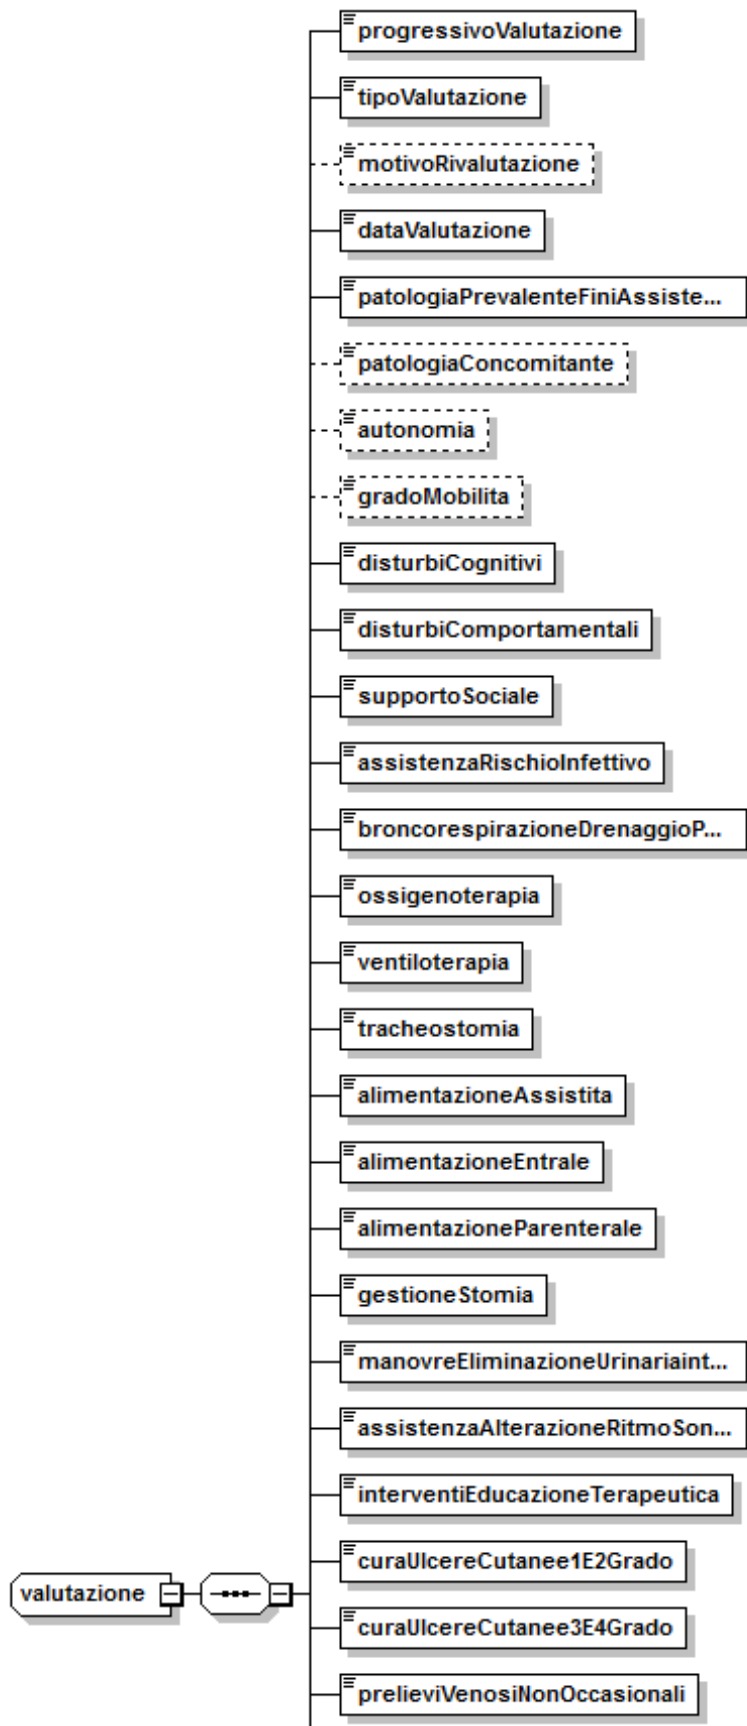 progressivoValutazione
tipoValutazione
motivoRivalutazione
dataValutazione
patologiaPrevalenteFiniAssiste...
patologiaConcomitante
autonomia
gradoMobilita
disturbiCognitivi
disturbiComportamentali
supportoSociale
assistenzaRischioInfettivo
broncorespirazioneDrenaggioP...
ossigenoterapia
ventiloterapia
tracheostomia
alimentazioneAssistita
alimentazioneEntrale
alimentazioneParenterale
gestioneStomia
manovreEliminazioneUrinariaint...
assistenzaAlterazioneRitmoSon...
interventiEducazioneTerapeutica
curaUlcereCutanee1E2Grado
valutazione
curaUlcereCutanee3E4Grado
prelieviVenosiNonOccasionali